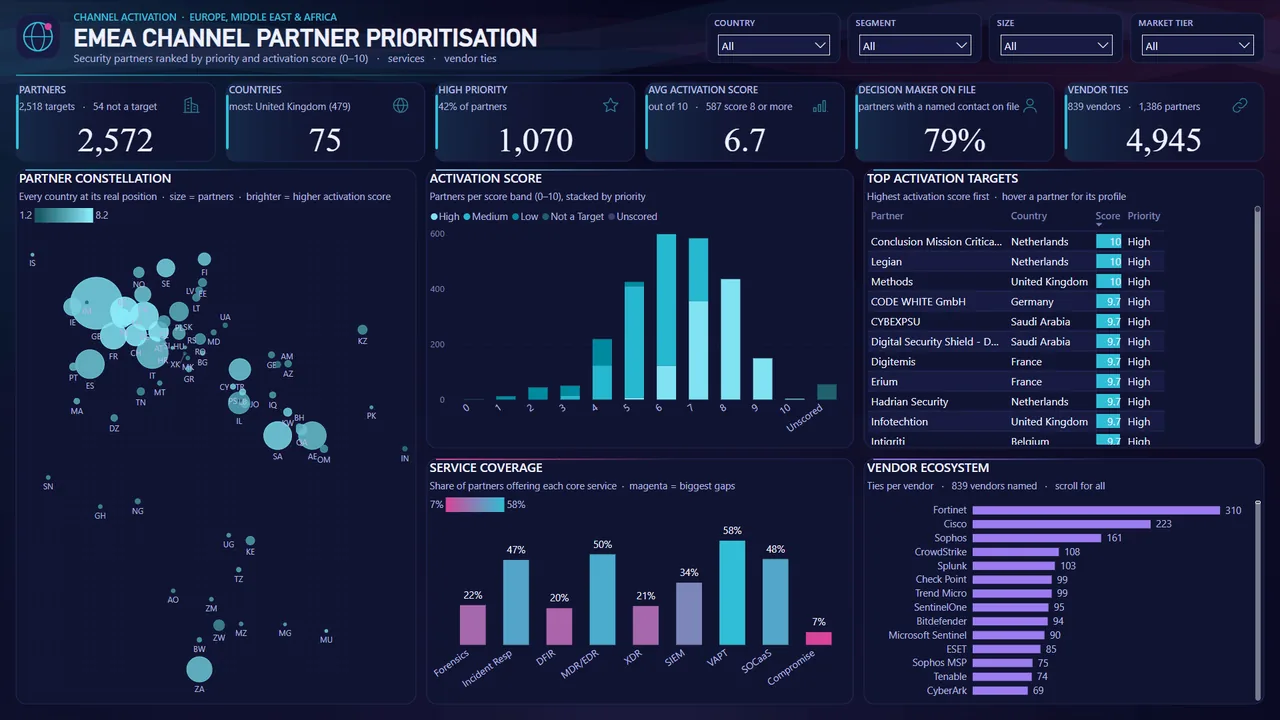 CHANNEL ACTIVATION · EUROPE, MIDDLE EAST & AFRICA
EMEA CHANNEL PARTNER PRIORITISATION
Security partners ranked by priority and activation score (0–10) · services · vendor ties
COUNTRY
All
SEGMENT
All
SIZE
All
MARKET TIER
All
PARTNERS
2,518 targets · 54 not a target
2,572
COUNTRIES
most: United Kingdom (479)
75
HIGH PRIORITY
42% of partners
1,070
AVG ACTIVATION SCORE
out of 10 · 587 score 8 or more
6.7
DECISION MAKER ON FILE
partners with a named contact on file
79%
VENDOR TIES
839 vendors · 1,386 partners
4,945
PARTNER CONSTELLATION
Every country at its real position · size = partners · brighter = higher activation score
1.2
8.2
IS
FI
SE
NO
LV
EE
LT
IE
UA
SK
RS
MD
KZ
FR
CH
HU
BG
XK
MK
GR
IT
PT
ES
MT
AM
GE
AZ
CY
TR
MA
TN
DZ
JO
IQ
IL
PK
BH
KW
SA
AE
OM
IN
SN
GH
NG
UG
KE
TZ
AO
ZM
ZW
MZ
MG
MU
BW
ZA
ACTIVATION SCORE
Partners per score band (0–10), stacked by priority
High
Medium
Low
Not a Target
Unscored
600
400
200
0
0
1
2
3
4
5
6
7
8
9
10
Unscored
TOP ACTIVATION TARGETS
Highest activation score first · hover a partner for its profile
Partner Country Score Priority
Conclusion Mission Critica... Netherlands 10 High
Legian Netherlands 10 High
Methods United Kingdom 10 High
CODE WHITE GmbH Germany 9.7 High
CYBEXPSU Saudi Arabia 9.7 High
Digital Security Shield - D... Saudi Arabia 9.7 High
Digitemis France 9.7 High
Erium France 9.7 High
Hadrian Security Netherlands 9.7 High
Infotechtion Netherlands 9.7 High
Intigriti Belgium 9.7 High
SERVICE COVERAGE
Share of partners offering each core service · magenta = biggest gaps
7%
58%
22%
47%
20%
50%
21%
34%
58%
48%
7%
Forensics
Incident Resp
DFIR
MDR/EDR
XDR
SIEM
VAPT
SOCaaS
Compromise
VENDOR ECOSYSTEM
Ties per vendor · 839 vendors named · scroll for all
Fortinet 310
Cisco 223
Sophos 161
CrowdStrike 108
Splunk 103
Check Point 99
Trend Micro 99
SentinelOne 95
Bitdefender 94
Microsoft Sentinel 90
ESET 85
Sophos MSP 75
Tenable 74
CyberArk 69